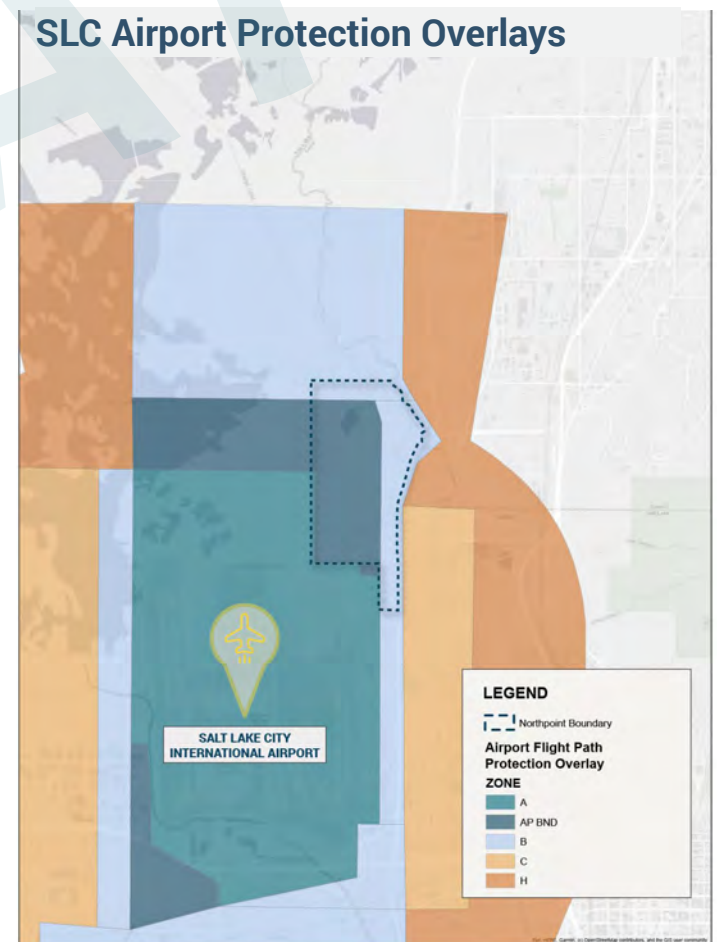 SLC Airport Protection Overlays
SALT LAKE CITY
INTERNATIONAL AIRPORT
LEGEND
Northpoint Boundary
Airport Flight Path
Protection Overlay
ZONE
A
AP BND
B
C
H